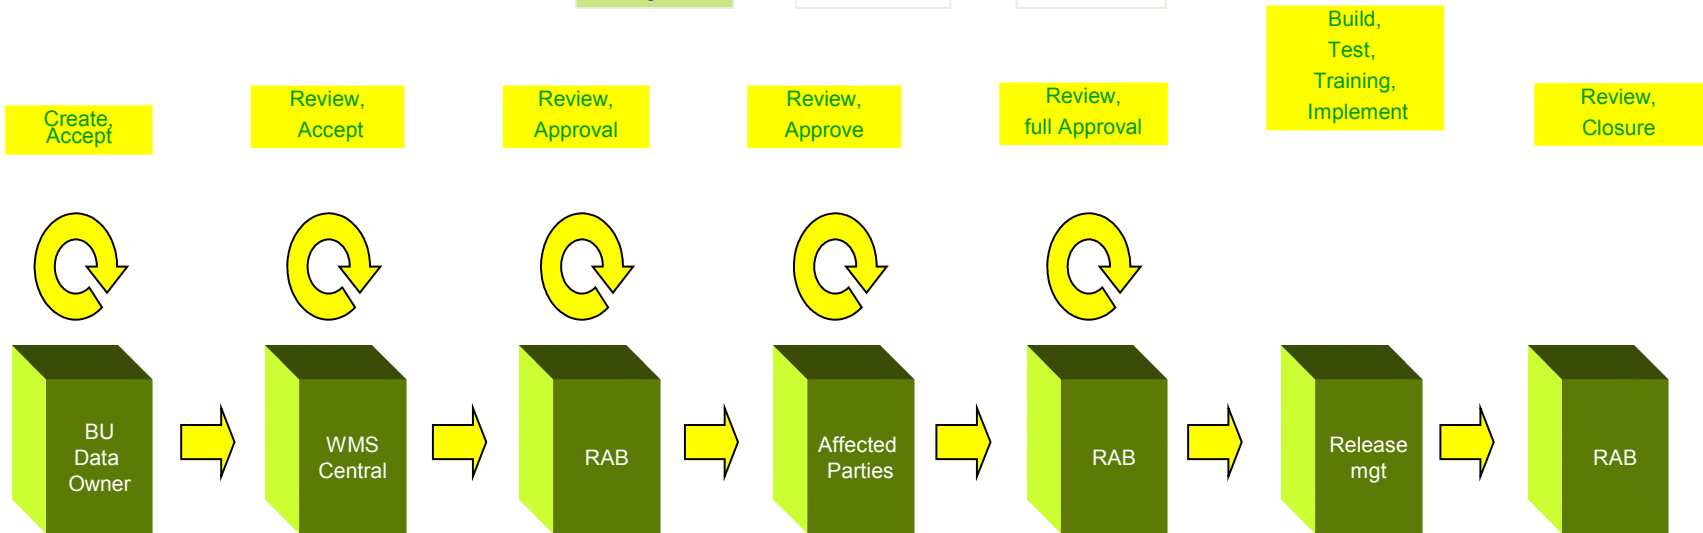 Build,
Test,
Training,
Implement
Create,
Accept
Review,
Accept
Review,
Approval
Review,
Approve
Review,
full Approval
Review,
Closure
BU
Data
Owner
WMS
Central
RAB
Affected
Parties
RAB
Release
mgt
RAB